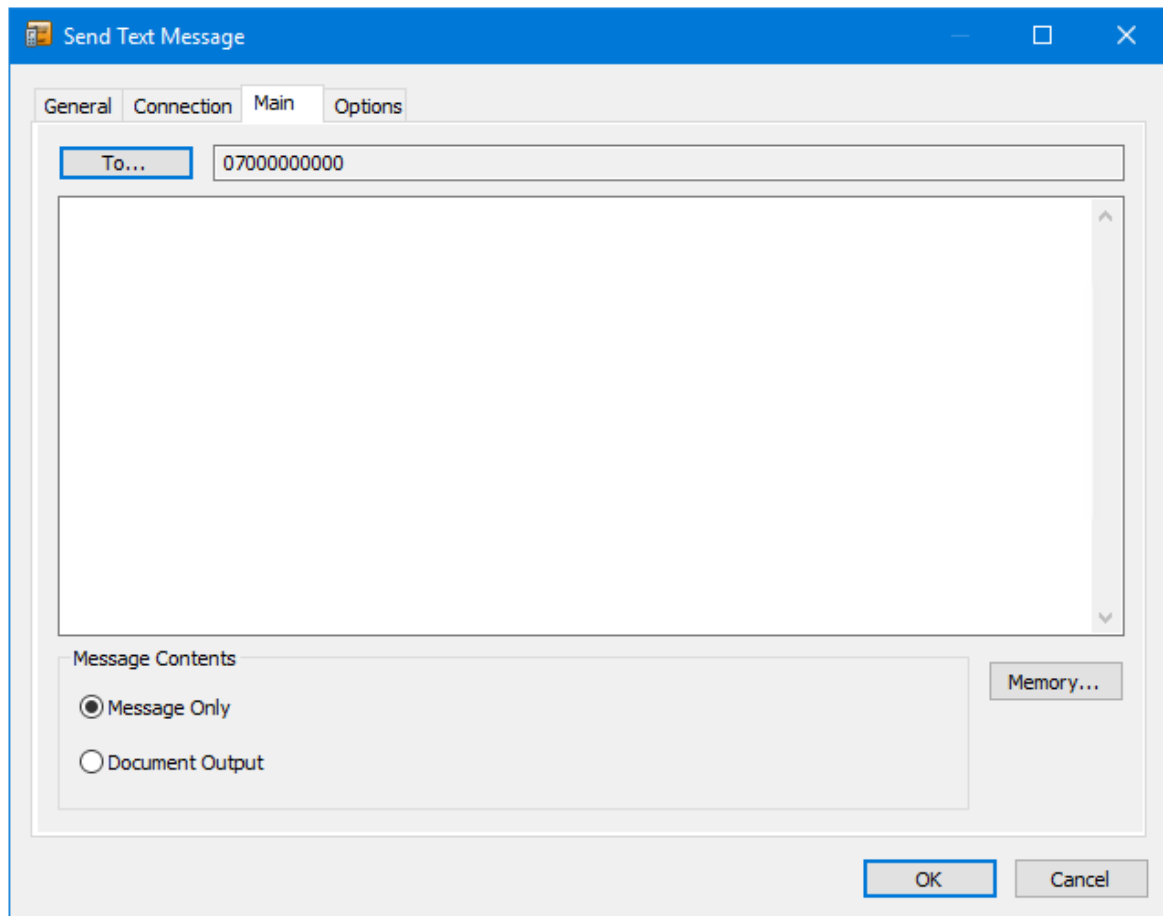 Send Text Message
General Connection Main Options
To... 07000000000
Message Contents
Message Only
Memory...
Document Output
OK Cancel